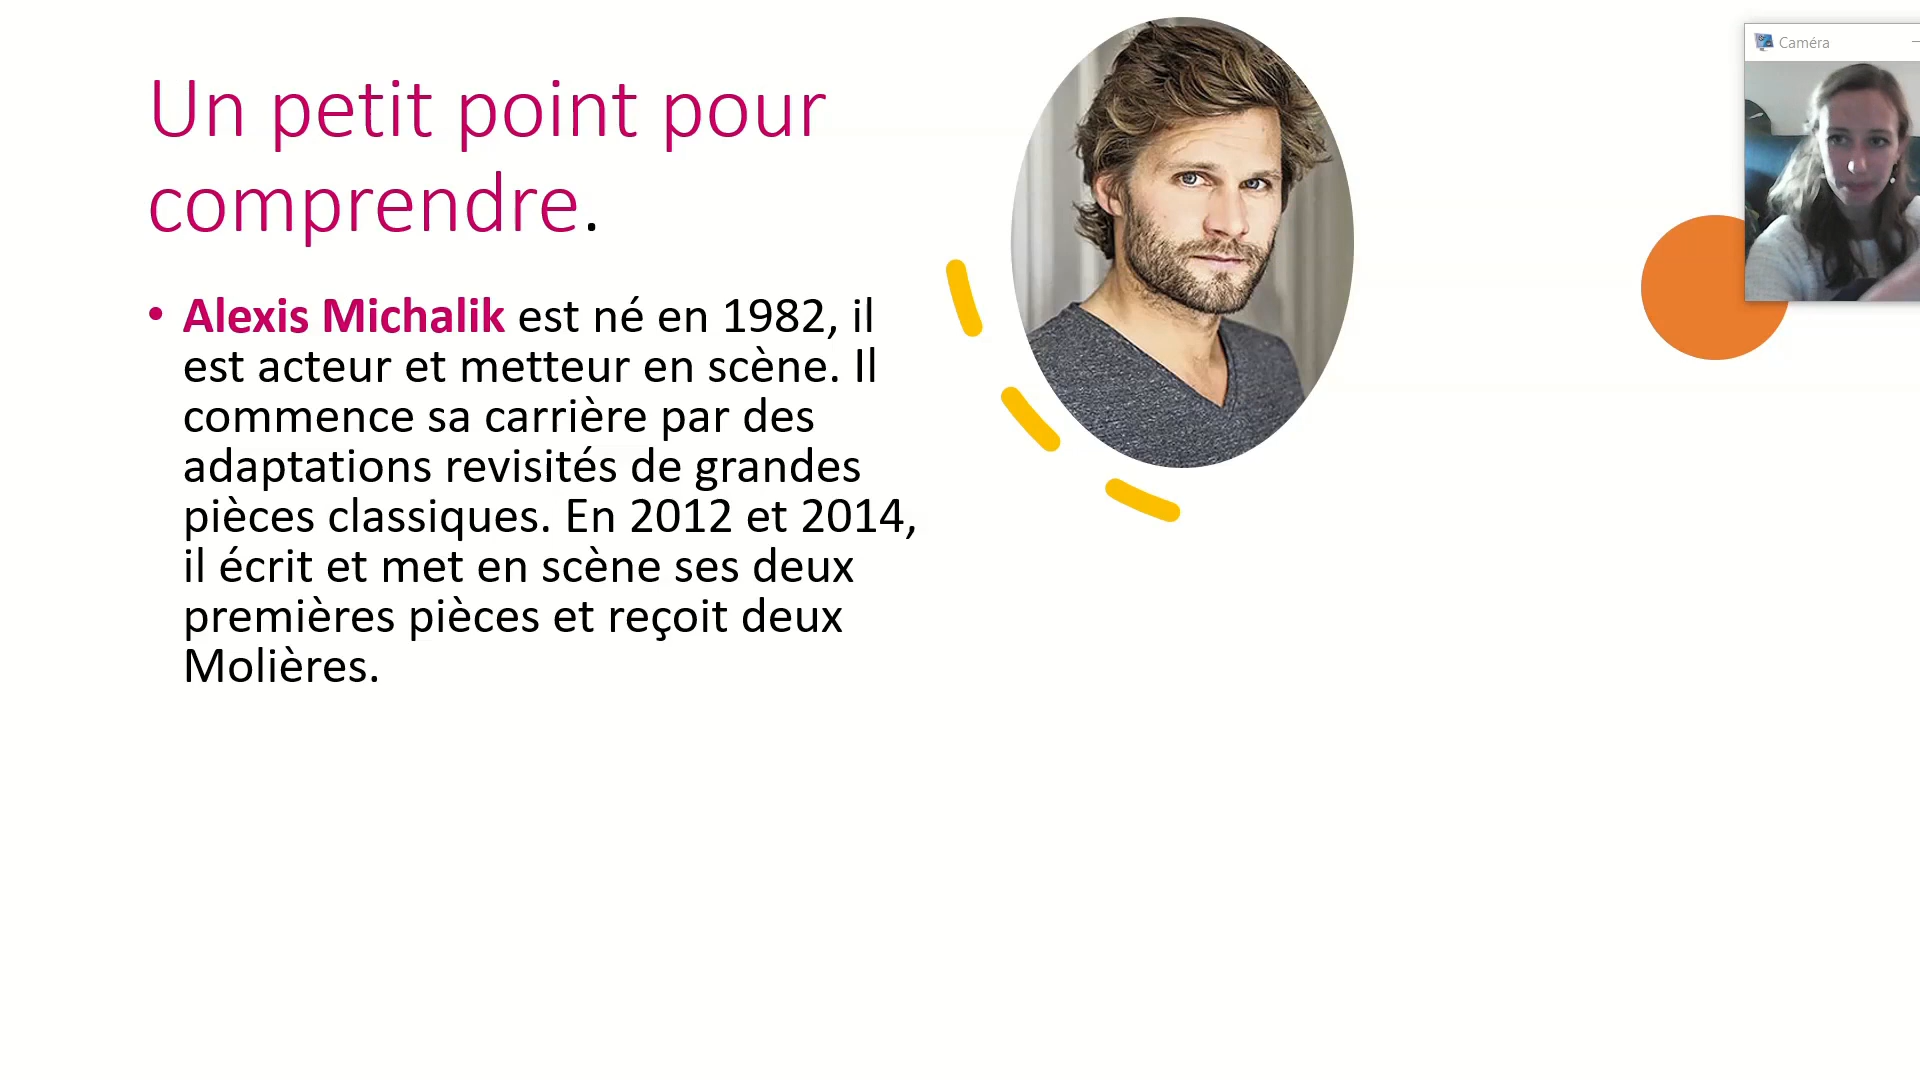 Un petit point pour
comprendre.
• Alexis Michalik est né en 1982, il
est acteur et metteur en scène. Il
commence sa carrière par des
adaptations revisités de grandes
pièces classiques. En 2012 et 2014,
il écrit et met en scène ses deux
premières pièces et reçoit deux
Molières.
Caméra